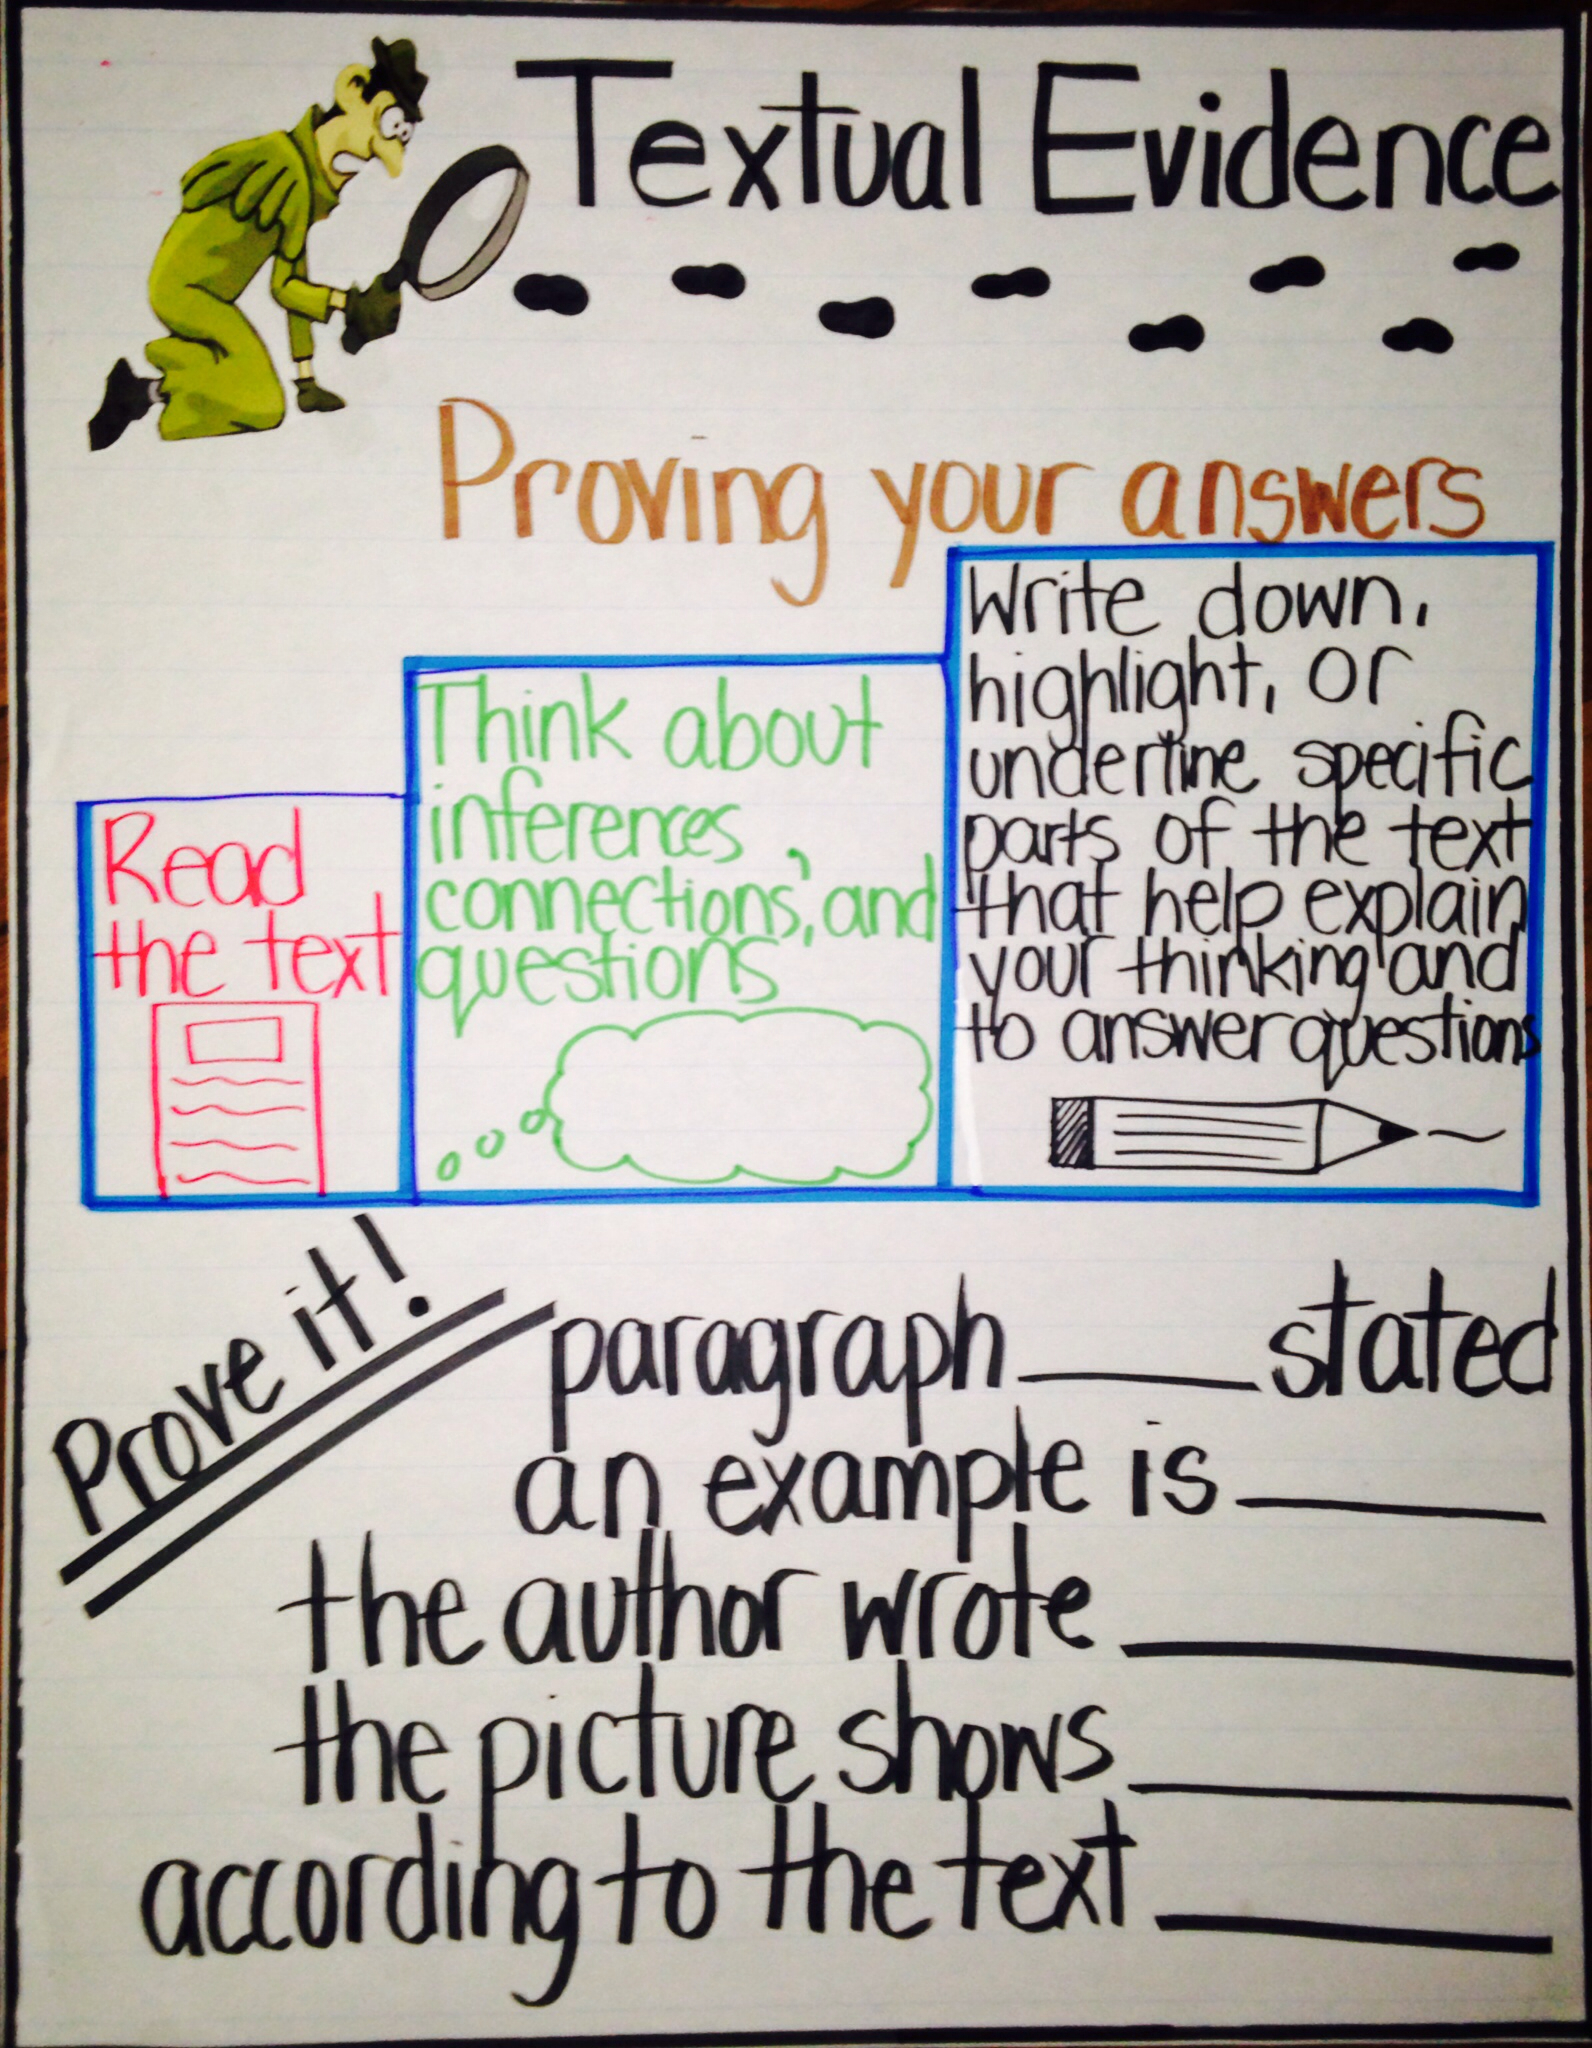 Textual Evidence
Proving your answers
Read
the text
Think about
inferences,
connections, and
questions
Write down,
highlight, or
underline specific
parts of the text
that help explain
your thinking and
to answer questions
Prove it!
paragraph ____ stated
an example is ____
the author wrote ____
the picture shows ____
according to the text ____